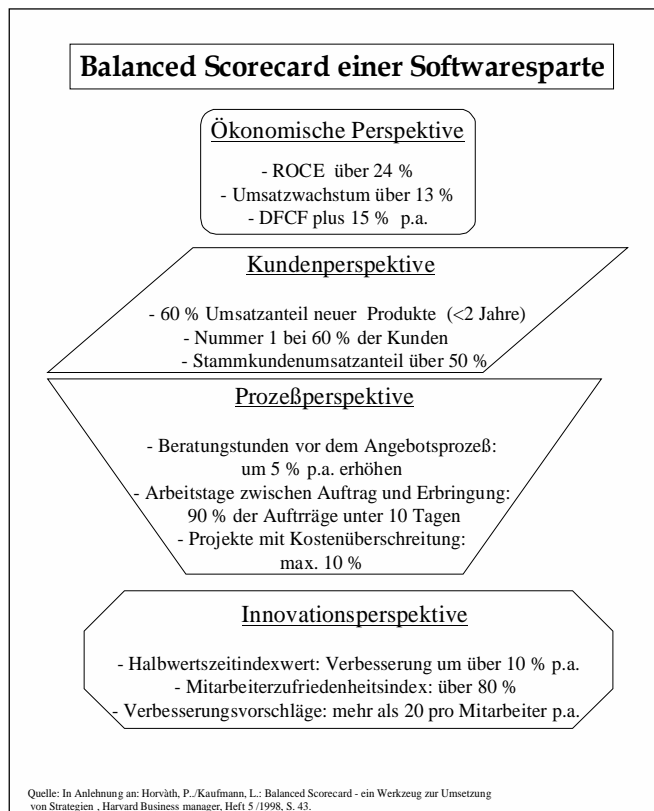 Balanced Scorecard einer Softwaresparte
Ökonomische Perspektive
- ROCE über 24 %
- Umsatzwachstum über 13 %
- DFCF plus 15 % p.a.
Kundenperspektive
- 60 % Umsatzanteil neuer Produkte (<2 Jahre)
- Nummer 1 bei 60 % der Kunden
- Stammkundenumsatzanteil über 50 %
Prozeßperspektive
- Beratungstunden vor dem Angebotsprozeß:
um 5 % p.a. erhöhen
- Arbeitstage zwischen Auftrag und Erbringung:
90 % der Auftrräge unter 10 Tagen
- Projekte mit Kostenüberschreitung:
max. 10 %
Innovationsperspektive
- Halbwertszeitindexwert: Verbesserung um über 10 % p.a.
- Mitarbeiterzufriedenheitsindex: über 80 %
- Verbesserungsvorschläge: mehr als 20 pro Mitarbeiter p.a.
Quelle: In Anlehnung an: Horvàth, P../Kaufmann, L.: Balanced Scorecard - ein Werkzeug zur Umsetzung
von Strategien , Harvard Business manager, Heft 5 /1998, S. 43.